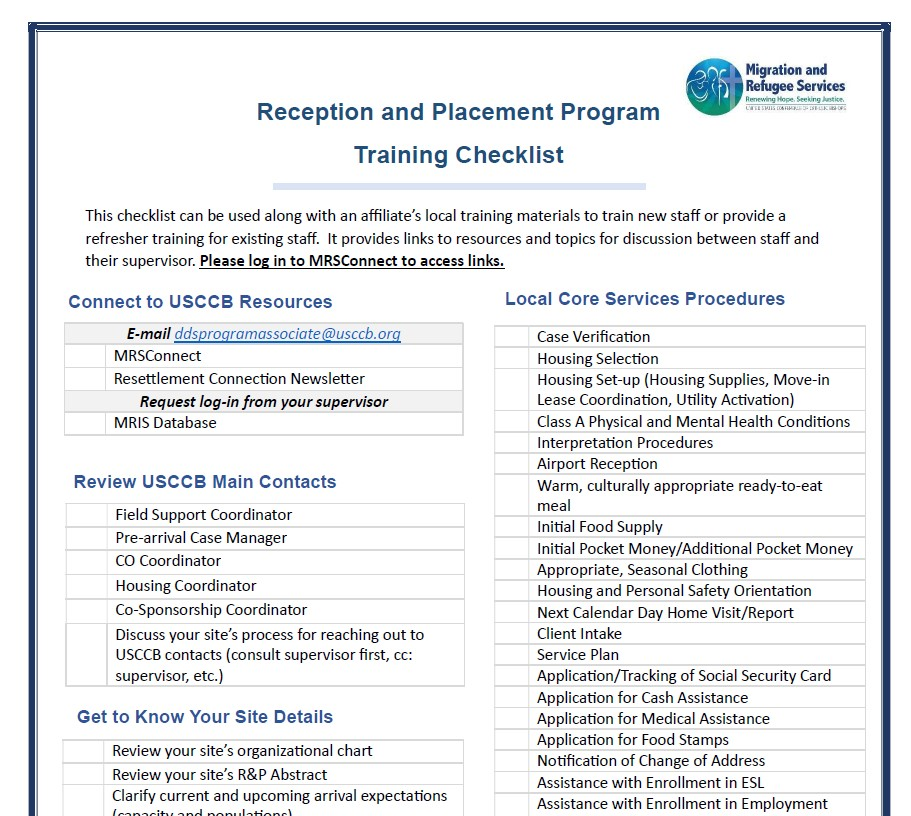 Migration and
Refugee Services
Renewing Hope. Seeking Justice.
UNITED STATES CONFERENCE OF CATHOLIC BISHOPS
Reception and Placement Program
Training Checklist
This checklist can be used along with an affiliate’s local training materials to train new staff or provide a
refresher training for existing staff.  It provides links to resources and topics for discussion between staff and
their supervisor. Please log in to MRSConnect to access links.
Connect to USCCB Resources
E-mail ddsprogramassociate@usccb.org
MRSConnect
Resettlement Connection Newsletter
Request log-in from your supervisor
MRIS Database
Review USCCB Main Contacts
Field Support Coordinator
Pre-arrival Case Manager
CO Coordinator
Housing Coordinator
Co-Sponsorship Coordinator
Discuss your site’s process for reaching out to
USCCB contacts (consult supervisor first, cc:
supervisor, etc.)
Get to Know Your Site Details
Review your site’s organizational chart
Review your site’s R&P Abstract
Clarify current and upcoming arrival expectations
(capacity and populations)
Local Core Services Procedures
Case Verification
Housing Selection
Housing Set-up (Housing Supplies, Move-in
Lease Coordination, Utility Activation)
Class A Physical and Mental Health Conditions
Interpretation Procedures
Airport Reception
Warm, culturally appropriate ready-to-eat
meal
Initial Food Supply
Initial Pocket Money/Additional Pocket Money
Appropriate, Seasonal Clothing
Housing and Personal Safety Orientation
Next Calendar Day Home Visit/Report
Client Intake
Service Plan
Application/Tracking of Social Security Card
Application for Cash Assistance
Application for Medical Assistance
Application for Food Stamps
Notification of Change of Address
Assistance with Enrollment in ESL
Assistance with Enrollment in Employment